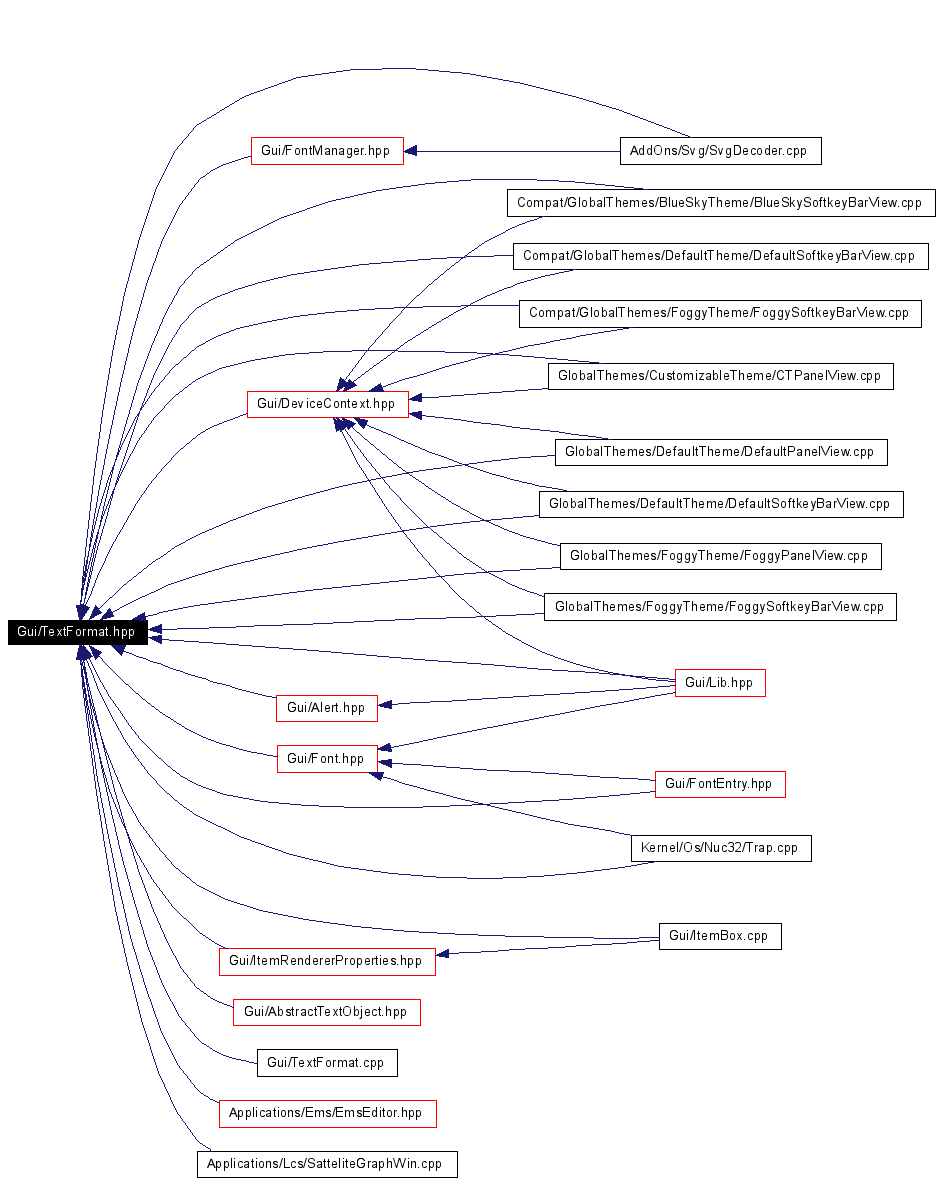 Gui/FontManager.hpp
AddOns/Svg/SvgDecoder.cpp
Compat/GlobalThemes/BlueSkyTheme/BlueSkySoftkeyBarView.cpp
Compat/GlobalThemes/DefaultTheme/DefaultSoftkeyBarView.cpp
Compat/GlobalThemes/FoggyTheme/FoggySoftkeyBarView.cpp
GlobalThemes/CustomizableTheme/CTPanelView.cpp
Gui/DeviceContext.hpp
GlobalThemes/DefaultTheme/DefaultPanelView.cpp
GlobalThemes/DefaultTheme/DefaultSoftkeyBarView.cpp
GlobalThemes/FoggyTheme/FoggyPanelView.cpp
GlobalThemes/FoggyTheme/FoggySoftkeyBarView.cpp
Gui/TextFormat.hpp
Gui/Lib.hpp
Gui/Alert.hpp
Gui/Font.hpp
Gui/FontEntry.hpp
Kernel/Os/Nuc32/Trap.cpp
Gui/ItemBox.cpp
Gui/ItemRendererProperties.hpp
Gui/AbstractTextObject.hpp
Gui/TextFormat.cpp
Applications/Ems/EmsEditor.hpp
Applications/Lcs/SatteliteGraphWin.cpp